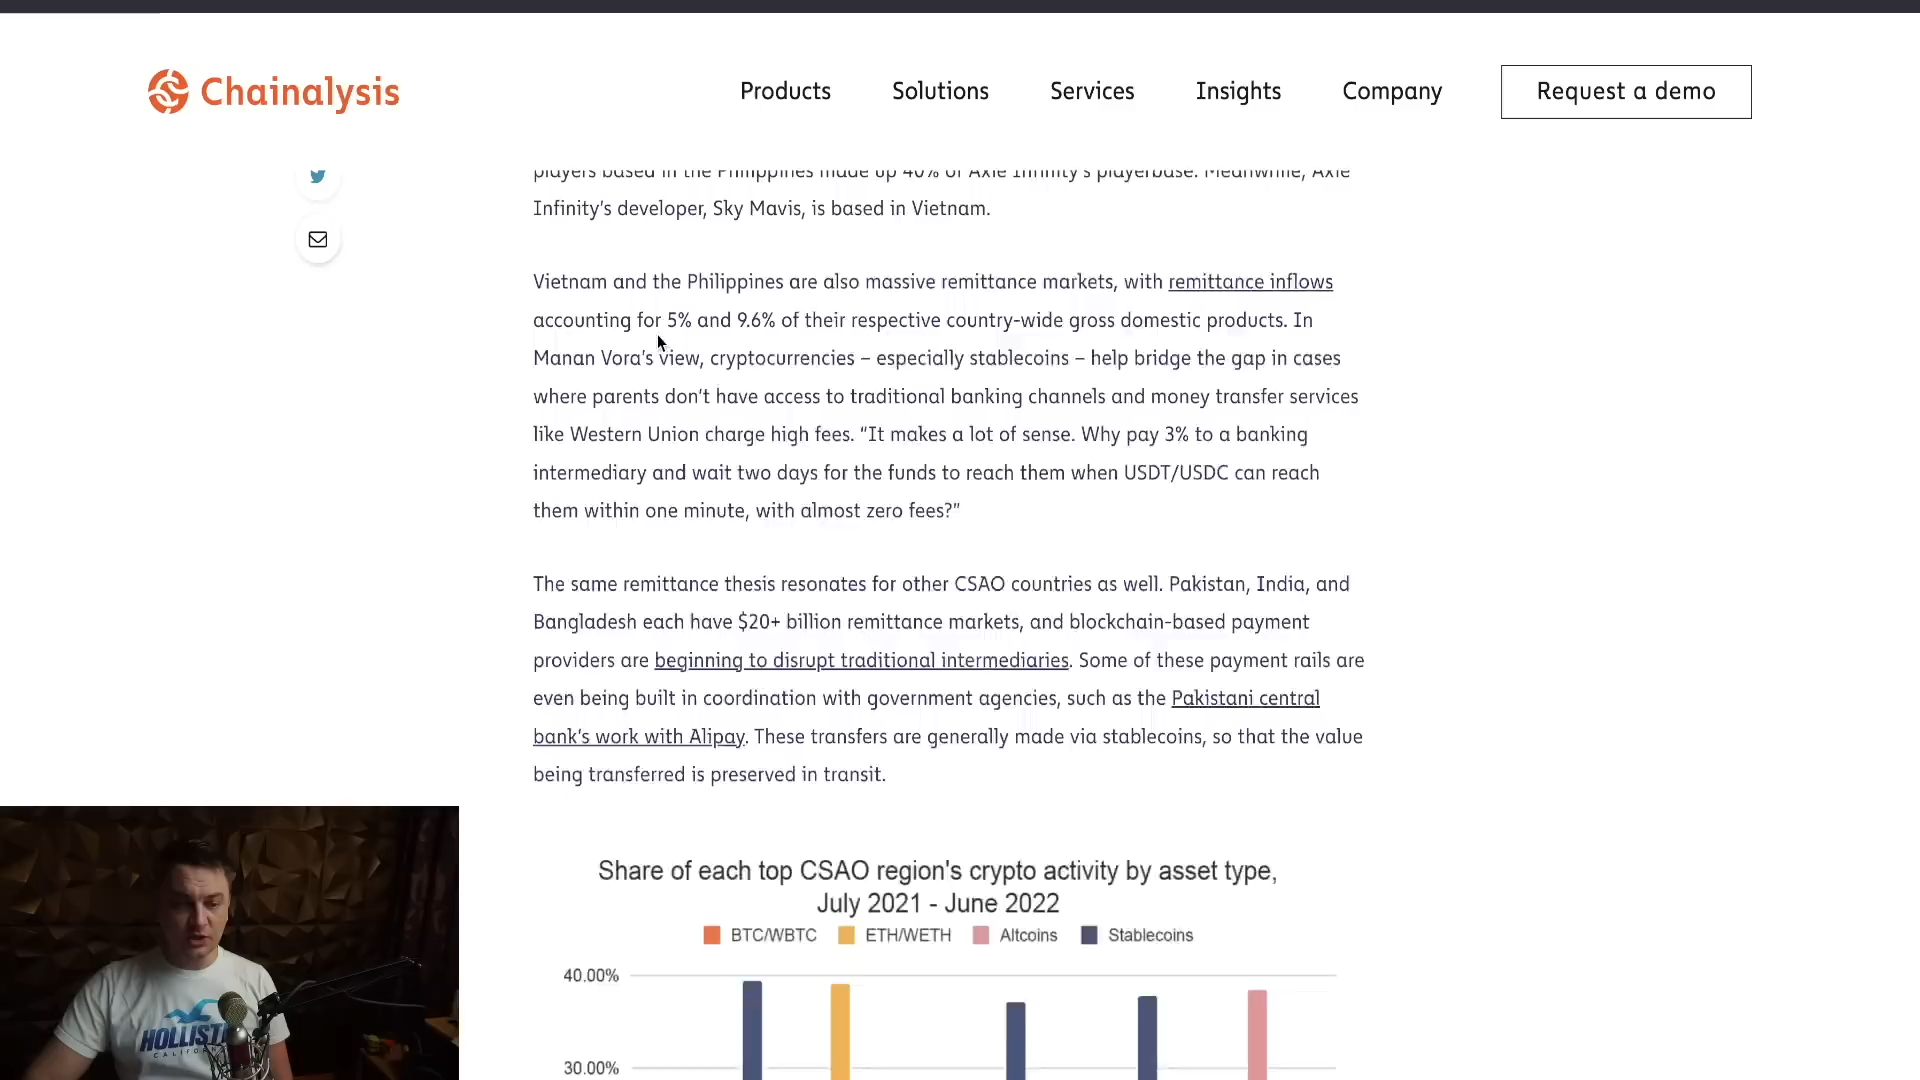 Chainalysis
Products
Solutions
Services
Insights
Company
Request a demo
players based in the Philippines made up 40% of Axie Infinity's playerbase. Meanwhile, Axie
Infinity's developer, Sky Mavis, is based in Vietnam.
Vietnam and the Philippines are also massive remittance markets, with remittance inflows
accounting for 5% and 9.6% of their respective country-wide gross domestic products. In
Manan Vora's view, cryptocurrencies – especially stablecoins – help bridge the gap in cases
where parents don't have access to traditional banking channels and money transfer services
like Western Union charge high fees. “It makes a lot of sense. Why pay 3% to a banking
intermediary and wait two days for the funds to reach them when USDT/USDC can reach
them within one minute, with almost zero fees?”
The same remittance thesis resonates for other CSAO countries as well. Pakistan, India, and
Bangladesh each have $20+ billion remittance markets, and blockchain-based payment
providers are beginning to disrupt traditional intermediaries. Some of these payment rails are
even being built in coordination with government agencies, such as the Pakistani central
bank's work with Alipay. These transfers are generally made via stablecoins, so that the value
being transferred is preserved in transit.
Share of each top CSAO region's crypto activity by asset type,
July 2021 - June 2022
BTC/WBTC
ETH/WETH
Altcoins
Stablecoins
40.00%
30.00%